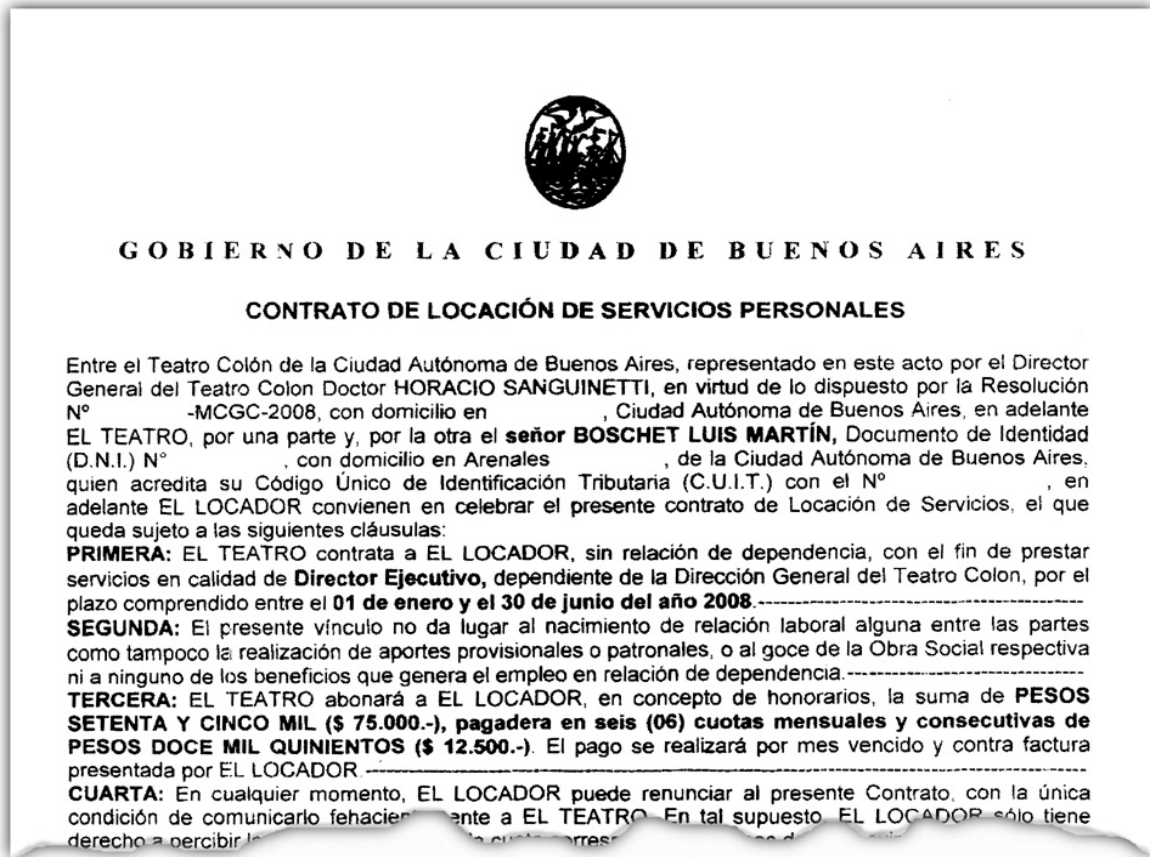 GOBIERNO DE LA CIUDAD DE BUENOS AIRES
CONTRATO DE LOCACIÓN DE SERVICIOS PERSONALES
Entre el Teatro Colón de la Ciudad Autónoma de Buenos Aires, representado en este acto por el Director
General del Teatro Colon Doctor HORACIO SANGUINETTI, en virtud de lo dispuesto por la Resolución
Nº -MCGC-2008, con domicilio en , Ciudad Autónoma de Buenos Aires, en adelante
EL TEATRO, por una parte y, por la otra el señor BOSCHET LUIS MARTÍN, Documento de Identidad
(D.N.I.) N° , con domicilio en Arenales , de la Ciudad Autónoma de Buenos Aires,
quien acredita su Código Único de Identificación Tributaria (C.U.I.T.) con el Nº , en
adelante EL LOCADOR convienen en celebrar el presente contrato de Locación de Servicios, el que
queda sujeto a las siguientes cláusulas:
PRIMERA: EL TEATRO contrata a EL LOCADOR, sin relación de dependencia, con el fin de prestar
servicios en calidad de Director Ejecutivo, dependiente de la Dirección General del Teatro Colon, por el
plazo comprendido entre el 01 de enero y el 30 de junio del año 2008.------------------------------------------
SEGUNDA: El presente vínculo no da lugar al nacimiento de relación laboral alguna entre las partes
como tampoco la realización de aportes provisionales o patronales, o al goce de la Obra Social respectiva
ni a ninguno de los beneficios que genera el empleo en relación de dependencia.------------------------------
TERCERA: EL TEATRO abonará a EL LOCADOR, en concepto de honorarios, la suma de PESOS
SETENTA Y CINCO MIL ($ 75.000.-), pagadera en seis (06) cuotas mensuales y consecutivas de
PESOS DOCE MIL QUINIENTOS ($ 12.500.-). El pago se realizará por mes vencido y contra factura
presentada por EL LOCADOR.------------------------------------------------------------------------------------------
CUARTA: En cualquier momento, EL LOCADOR puede renunciar al presente Contrato, con la única
condición de comunicarlo EL TEATRO. En tal supuesto, EL LOCADOR sólo tiene
derecho a percibir